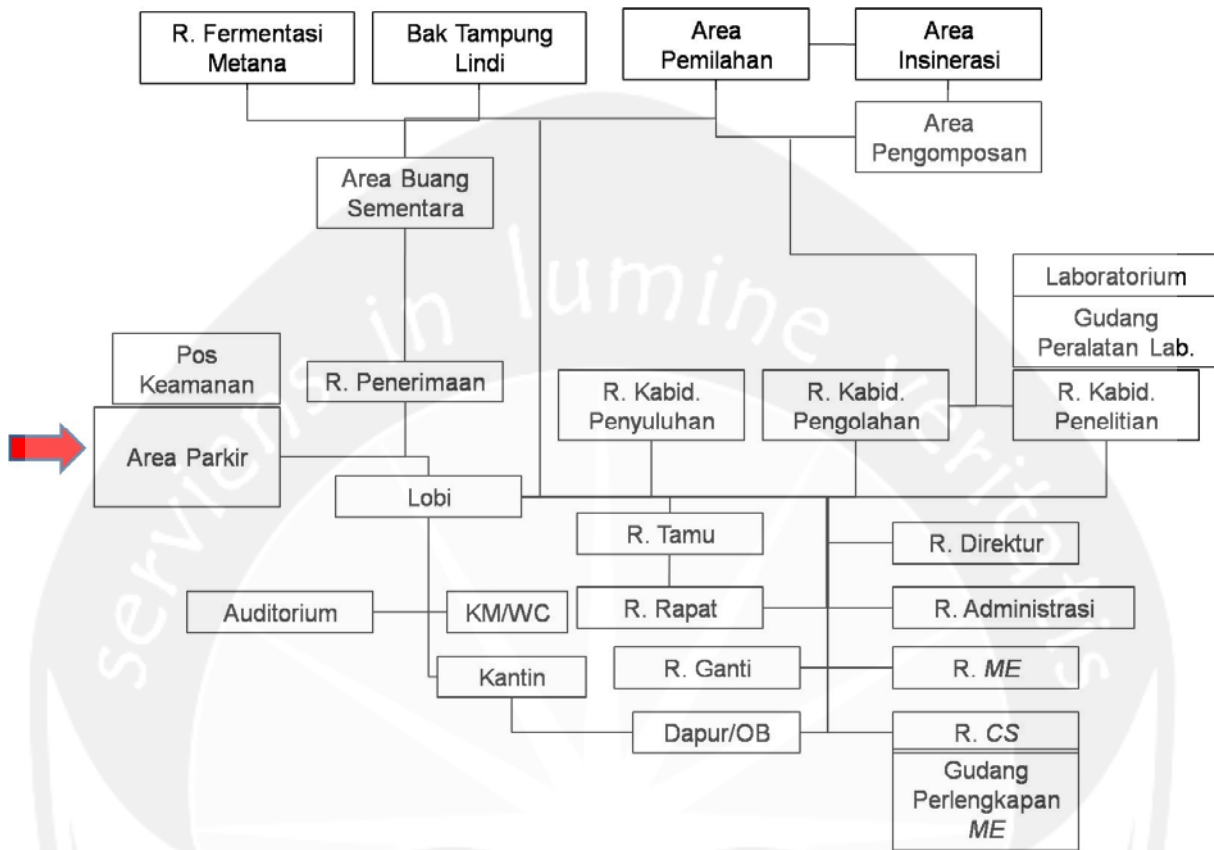 R. Fermentasi
Metana
Bak Tampung
Lindi
Area
Pemilahan
Area
Insinerasi
Area
Pengomposan
Area Buang
Sementara
Laboratorium
Gudang
Peralatan Lab.
Pos
Keamanan
R. Penerimaan
R. Kabid.
Penyuluhan
R. Kabid.
Pengolahan
R. Kabid.
Penelitian
Area Parkir
Lobi
R. Tamu
R. Direktur
Auditorium
KM/WC
R. Rapat
R. Administrasi
Kantin
R. Ganti
R. ME
Dapur/OB
R. CS
Gudang
Perlengkapan
ME
serviens in lumine veritatis